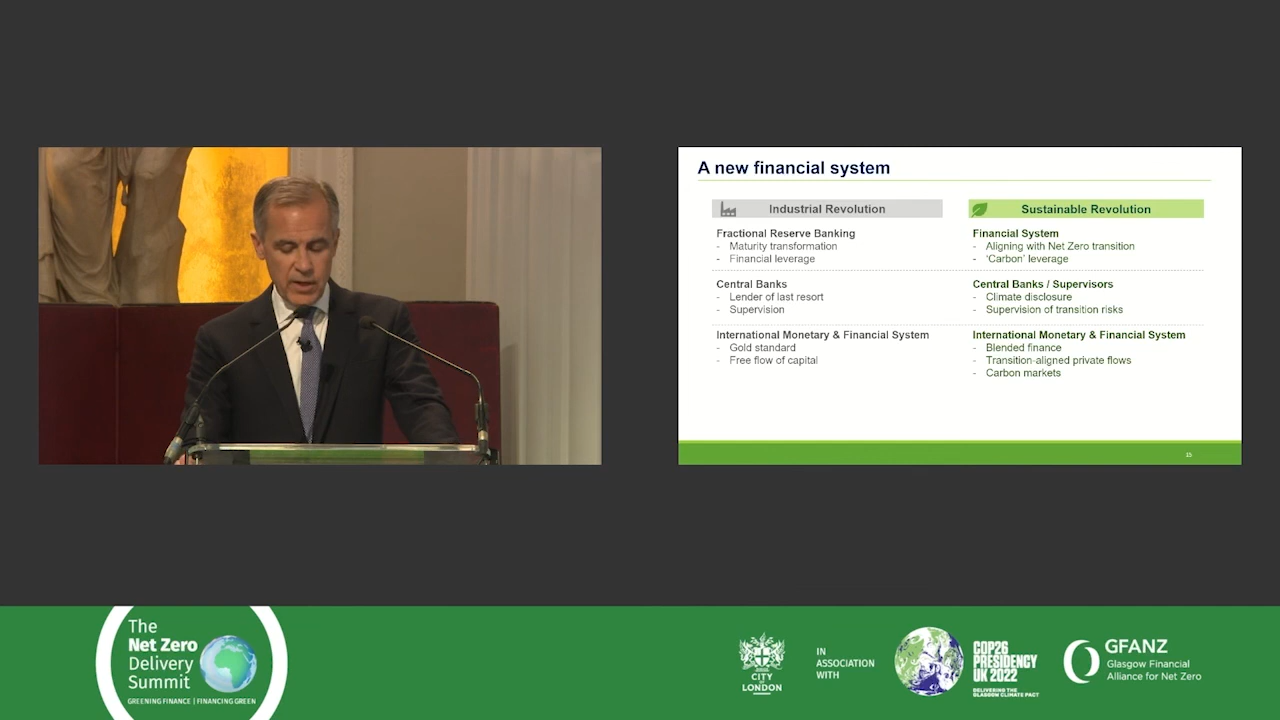 A new financial system
Industrial Revolution
Fractional Reserve Banking
- Maturity transformation
- Financial leverage
Central Banks
- Lender of last resort
- Supervision
International Monetary & Financial System
- Gold standard
- Free flow of capital
Sustainable Revolution
Financial System
- Aligning with Net Zero transition
- ‘Carbon’ leverage
Central Banks / Supervisors
- Climate disclosure
- Supervision of transition risks
International Monetary & Financial System
- Blended finance
- Transition-aligned private flows
- Carbon markets
15
The
Net Zero
Delivery
Summit
GREENING FINANCE | FINANCING GREEN
CITY
OF
LONDON
IN
ASSOCIATION
WITH
COP26
PRESIDENCY
UK 2022
DELIVERING THE
GLASGOW CLIMATE PACT
GFANZ
Glasgow Financial
Alliance for Net Zero